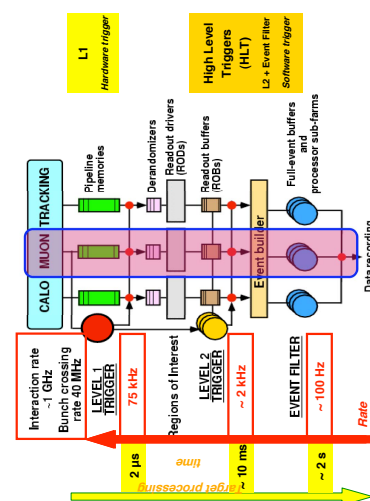 L1
Hardware trigger
High Level
Triggers
(HLT)
L2 + Event Filter
Software trigger
Pipeline
memories
Derandomizers
Readout drivers
(RODs)
Readout buffers
(ROBs)
Full-event buffers
and
processor sub-farms
CALO MUON TRACKING
Event builder
Data recording
Interaction rate
~1 GHz
Bunch crossing
rate 40 MHz
LEVEL 1
TRIGGER
75 kHz
Regions of Interest
LEVEL 2
TRIGGER
~ 2 kHz
EVENT FILTER
~ 100 Hz
Rate
2 µs
~ 10 ms
~ 2 s
Target processing
time